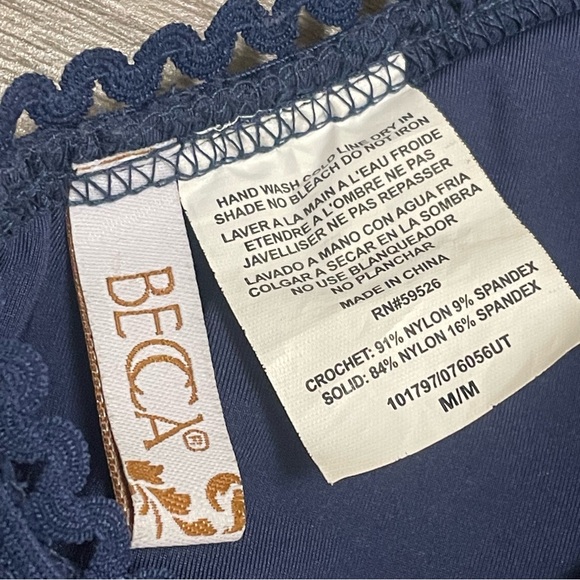 BECCA®
HAND WASH COLD LINE DRY IN
SHADE NO BLEACH DO NOT IRON
LAVER A LA MAIN A L'EAU FROIDE
ETENDRE A L'OMBRE NE PAS
JAVELLISER NE PAS REPASSER
LAVADO A MANO CON AGUA FRIA
COLGAR A SECAR EN LA SOMBRA
NO USE BLANQUEADOR
NO PLANCHAR
MADE IN CHINA
RN#59526
CROCHET: 91% NYLON 9% SPANDEX
SOLID: 84% NYLON 16% SPANDEX
101797/076056UT
M/M